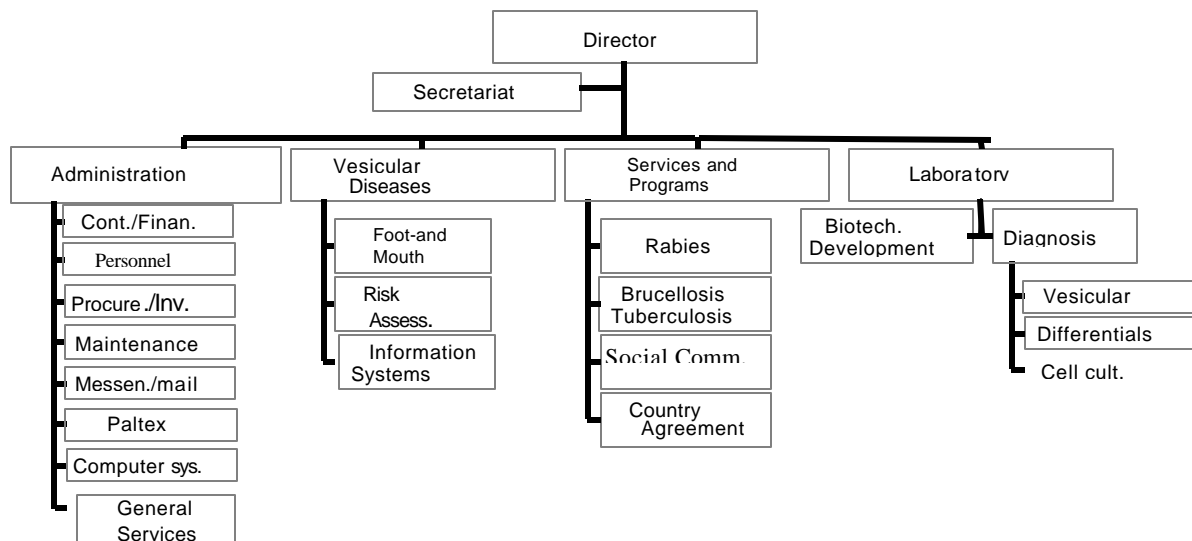 Director
Secretariat
Administration
Vesicular
Diseases
Services and
Programs
Laboratory
Cont./Finan.
Personnel
Procure./Inv.
Maintenance
Messen./mail
Paltex
Computer sys.
General
Services
Foot-and
Mouth
Risk
Assess.
Information
Systems
Rabies
Brucellosis
Tuberculosis
Social Comm.
Country
Agreement
Biotech.
Development
Diagnosis
Vesicular
Differentials
Cell cult.